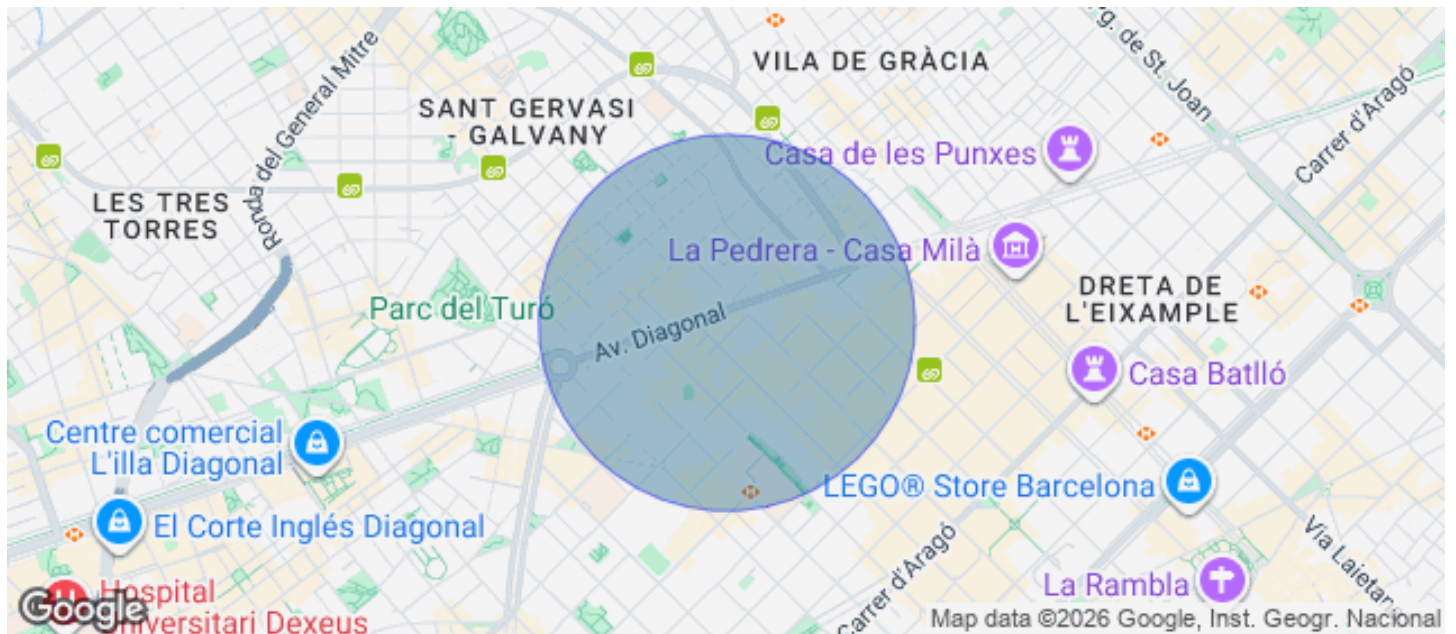 g. de St. Joan
VILA DE GRÀCIA
Ronda del General Mitre
SANT GERVASI
- GALVANY
Carrer d'Aragó
Casa de les Punxes
LES TRES
TORRES
La Pedrera - Casa Milà
DRETA DE
L'EIXAMPLE
Parc del Turó
Av. Diagonal
Casa Batlló
Centre comercial
L'illa Diagonal
LEGO® Store Barcelona
El Corte Inglés Diagonal
Via Laietan
Carrer d'Aragó
La Rambla
Hospital
Universitari Dexeus
Google
Map data ©2026 Google, Inst. Geogr. Nacional